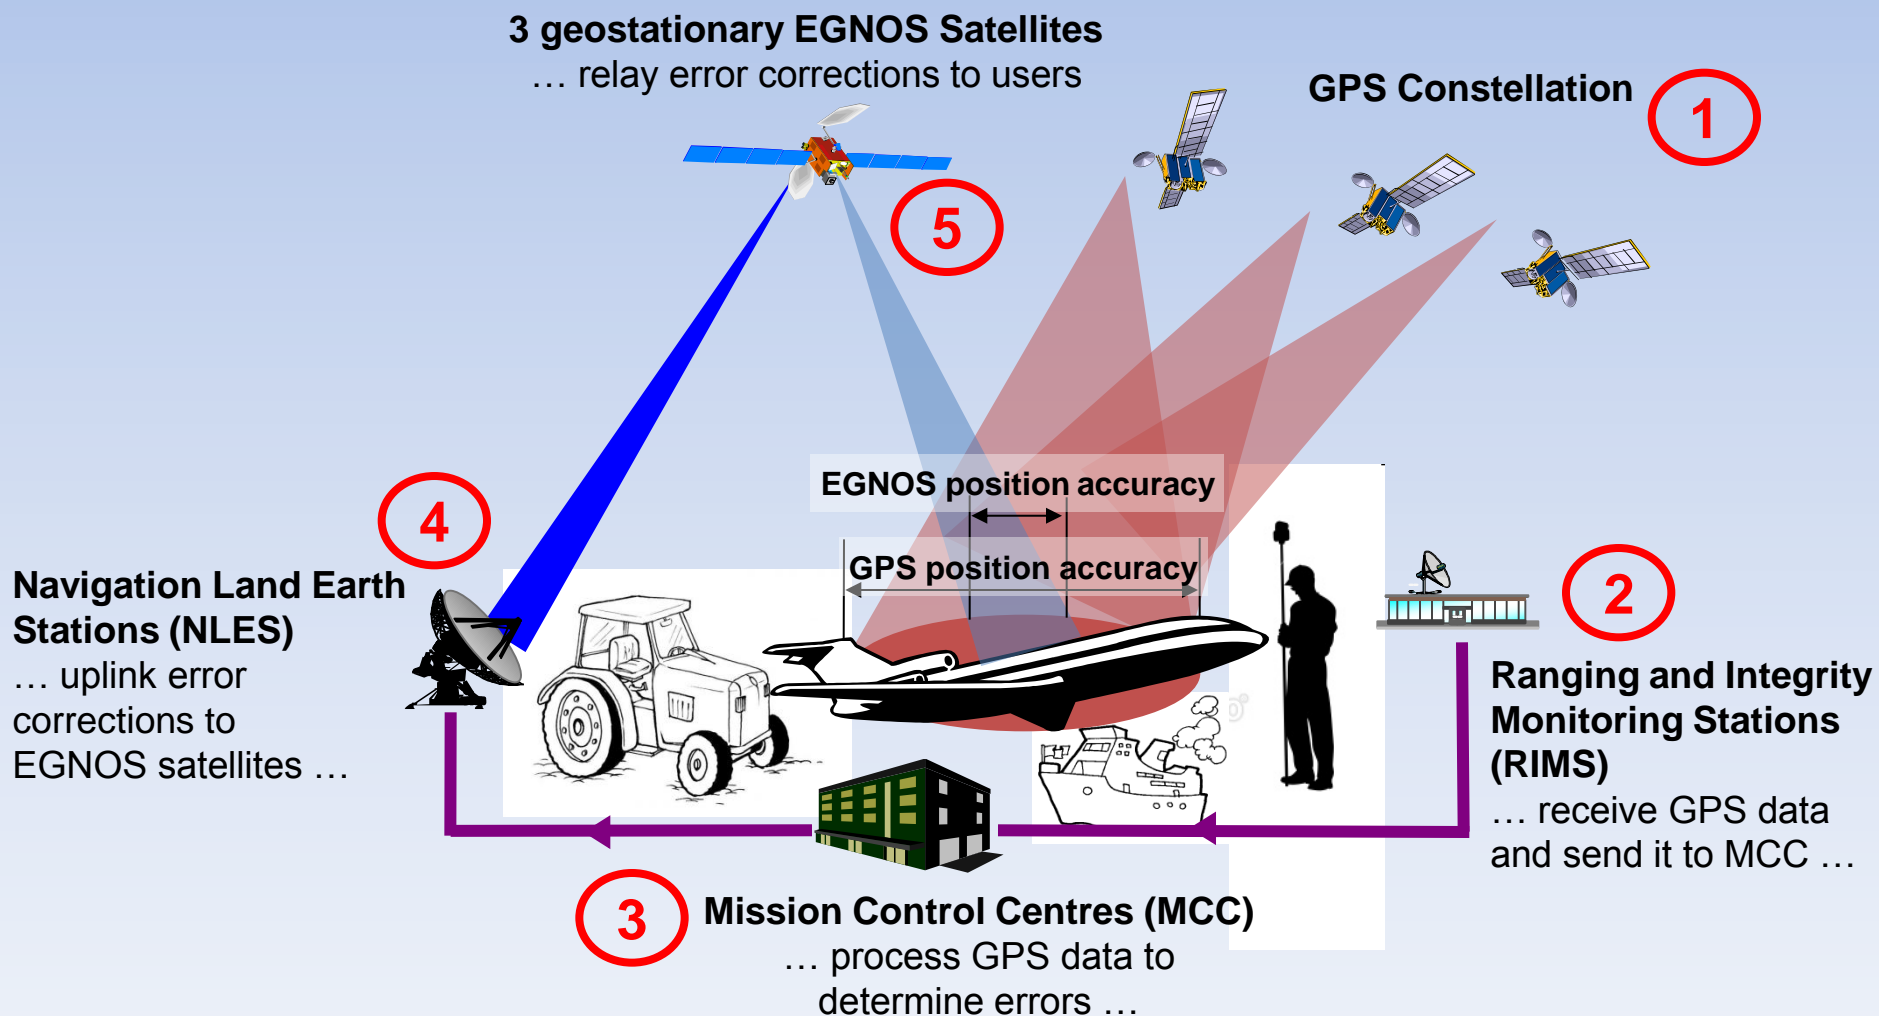 3 geostationary EGNOS Satellites
… relay error corrections to users
GPS Constellation
1
5
EGNOS position accuracy
GPS position accuracy
4
Navigation Land Earth
Stations (NLES)
… uplink error
corrections to
EGNOS satellites …
2
Ranging and Integrity
Monitoring Stations
(RIMS)
… receive GPS data
and send it to MCC …
3
Mission Control Centres (MCC)
… process GPS data to
determine errors …